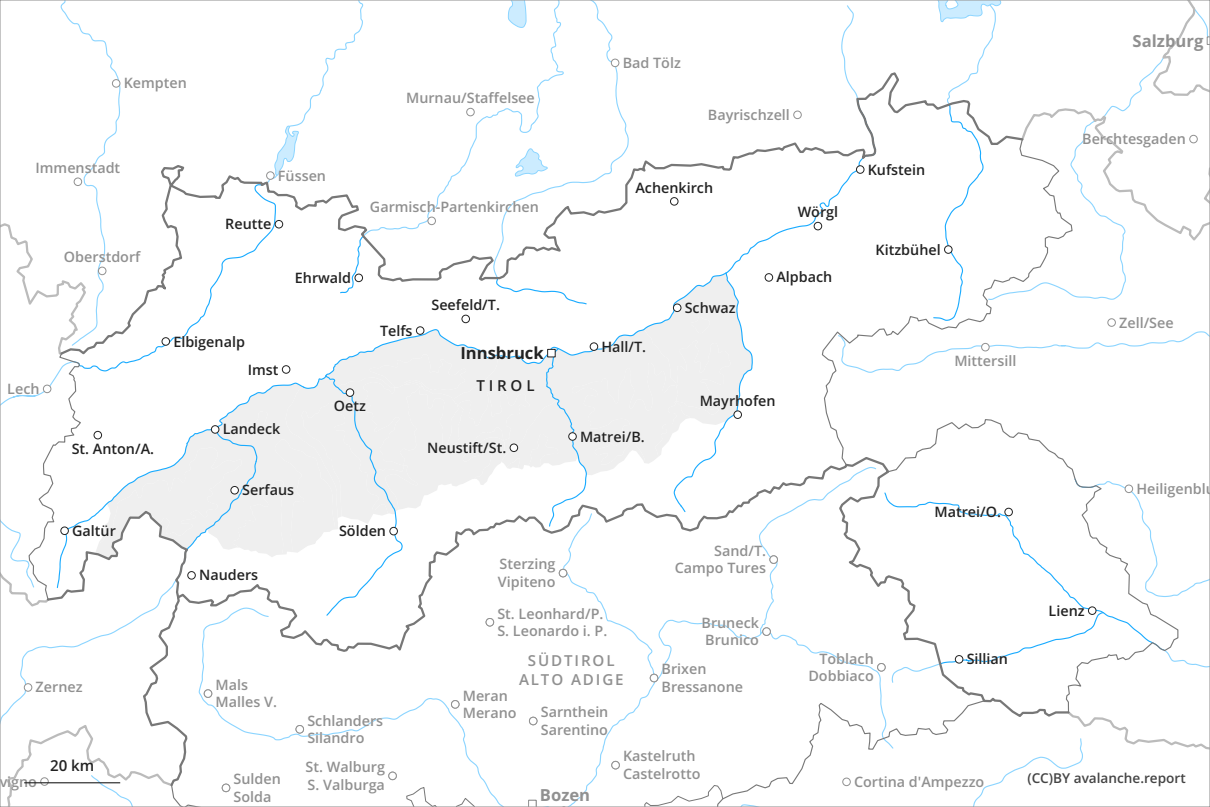 Salzburg
Bad Tölz
Kempten
Murnau/Staffelsee
Bayrischzell
Berchtesgaden
Immenstadt
Füssen
Kufstein
Achenkirch
Garmisch-Partenkirchen
Wörgl
Reutte
Kitzbühel
Oberstdorf
Ehrwald
Alpbach
Seefeld/T.
Schwaz
Zell/See
Telfs
Elbigenalp
Hall/T.
Innsbruck
Mittersill
Imst
TIROL
Lech
Oetz
Mayrhofen
Landeck
Matrei/B.
St. Anton/A.
Neustift/St.
Serfaus
Heiligenblu
Matrei/O.
Galtür
Sölden
Sand/T.
Campo Tures
Sterzing
Vipiteno
Nauders
Lienz
St. Leonhard/P.
S. Leonardo i. P.
Bruneck
Brunico
SÜDTIROL
ALTO ADIGE
Toblach
Dobbiaco
Sillian
Brixen
Bressanone
Zernez
Mals
Malles V.
Meran
Merano
Sarnthein
Sarentino
Schlanders
Silandro
Kastelruth
Castelrotto
20 km
St. Walburg
S. Valburga
vigno
Sulden
Solda
Cortina d'Ampezzo
(CC)BY avalanche.report
Bozen